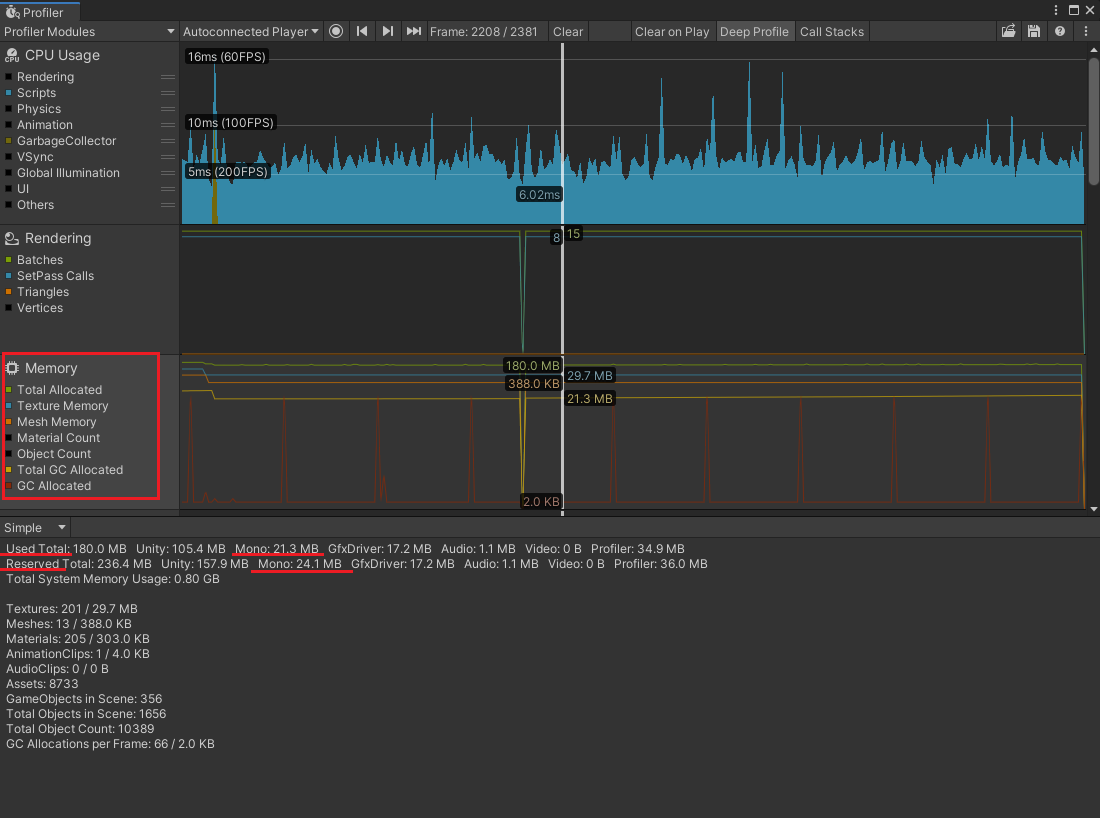 Profiler
Profiler Modules Autoconnected Player Frame: 2208 / 2381 Clear Clear on Play Deep Profile Call Stacks
CPU Usage
CPU
Rendering
Scripts
Physics
Animation
GarbageCollector
VSync
Global Illumination
UI
Others
16ms (60FPS)
10ms (100FPS)
5ms (200FPS)
6.02ms
Rendering
Batches
SetPass Calls
Triangles
Vertices
8 15
Memory
Total Allocated
Texture Memory
Mesh Memory
Material Count
Object Count
Total GC Allocated
GC Allocated
180.0 MB
29.7 MB
388.0 KB
21.3 MB
2.0 KB
Simple
Used Total: 180.0 MB Unity: 105.4 MB Mono: 21.3 MB GfxDriver: 17.2 MB Audio: 1.1 MB Video: 0 B Profiler: 34.9 MB
Reserved Total: 236.4 MB Unity: 157.9 MB Mono: 24.1 MB GfxDriver: 17.2 MB Audio: 1.1 MB Video: 0 B Profiler: 36.0 MB
Total System Memory Usage: 0.80 GB
Textures: 201 / 29.7 MB
Meshes: 13 / 388.0 KB
Materials: 205 / 303.0 KB
AnimationClips: 1 / 4.0 KB
AudioClips: 0 / 0 B
Assets: 8733
GameObjects in Scene: 356
Total Objects in Scene: 1656
Total Object Count: 10389
GC Allocations per Frame: 66 / 2.0 KB